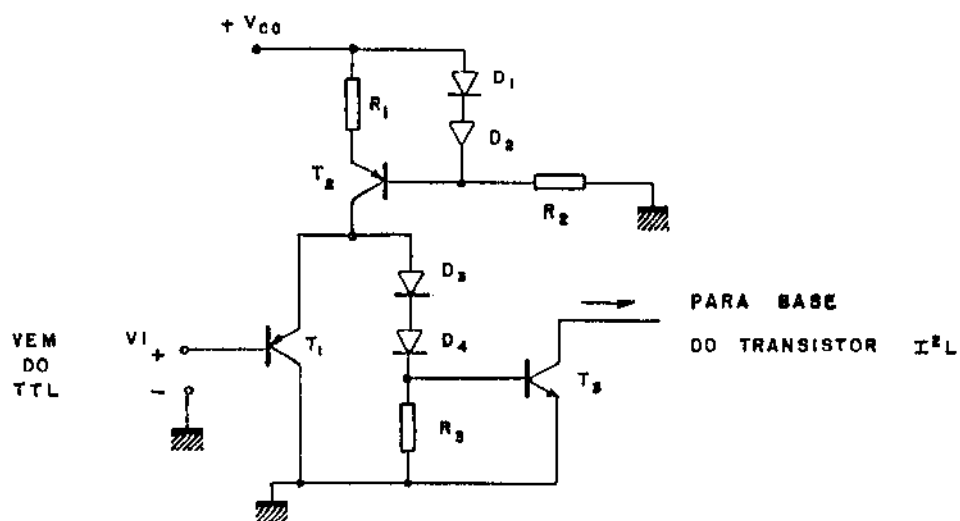 + Vcc
D1
R1
D2
T2
R2
D3
PARA BASE
VEM
DO
TTL
VI
+
-
T1
D4
DO TRANSISTOR I²L
T3
R3